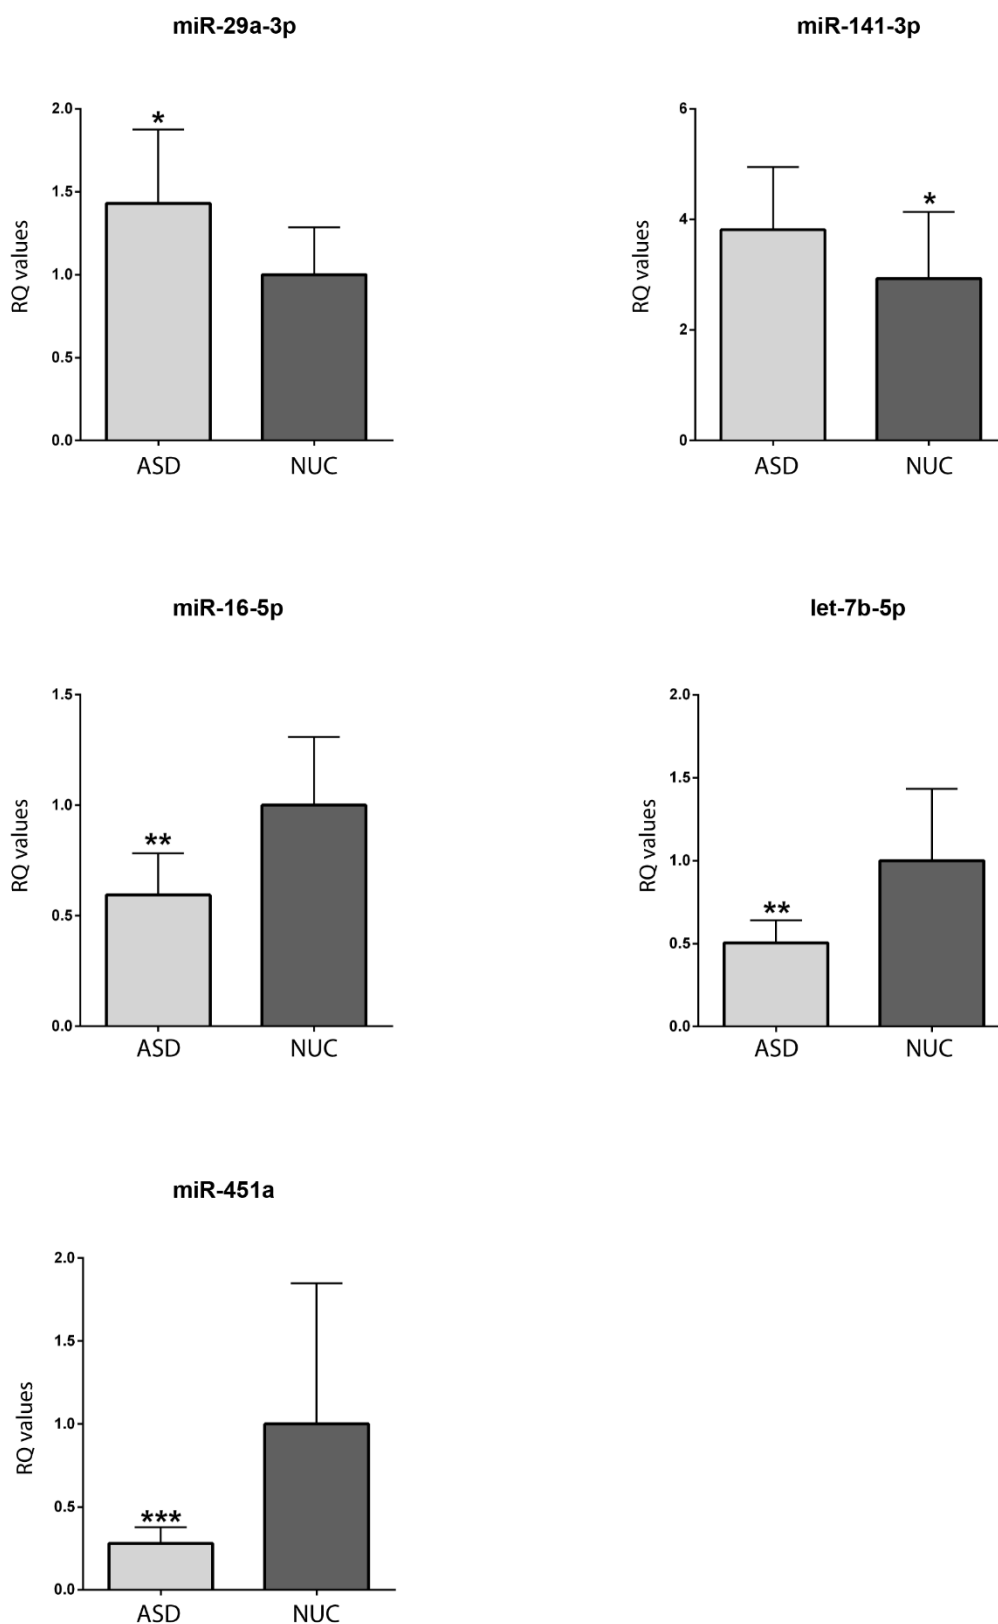 miR-29a-3p
2.0
1.5
1.0
0.5
0.0
RQ values
*
ASD
NUC
miR-141-3p
6
4
2
0
RQ values
*
ASD
NUC
miR-16-5p
1.5
1.0
0.5
0.0
RQ values
**
ASD
NUC
let-7b-5p
2.0
1.5
1.0
0.5
0.0
RQ values
**
ASD
NUC
miR-451a
2.0
1.5
1.0
0.5
0.0
RQ values
***
ASD
NUC